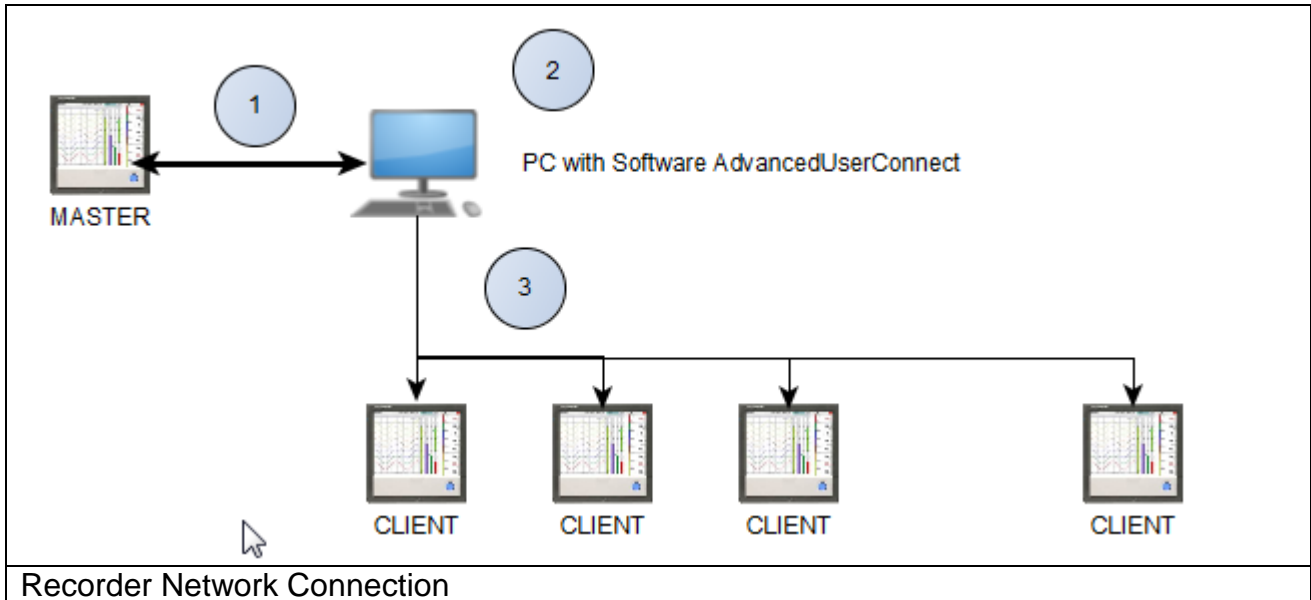 1
2
PC with Software AdvancedUserConnect
MASTER
3
CLIENT
CLIENT
CLIENT
CLIENT
Recorder Network Connection